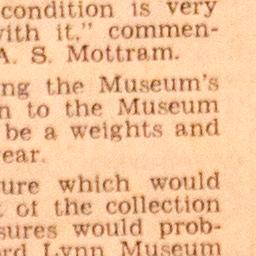 condition is very
with it," commen-
A. S. Mottram.
ng the Museum's
n to the Museum
be a weights and
ear.
ure which would
of the collection
sures would prob-
rd Lynn Museum